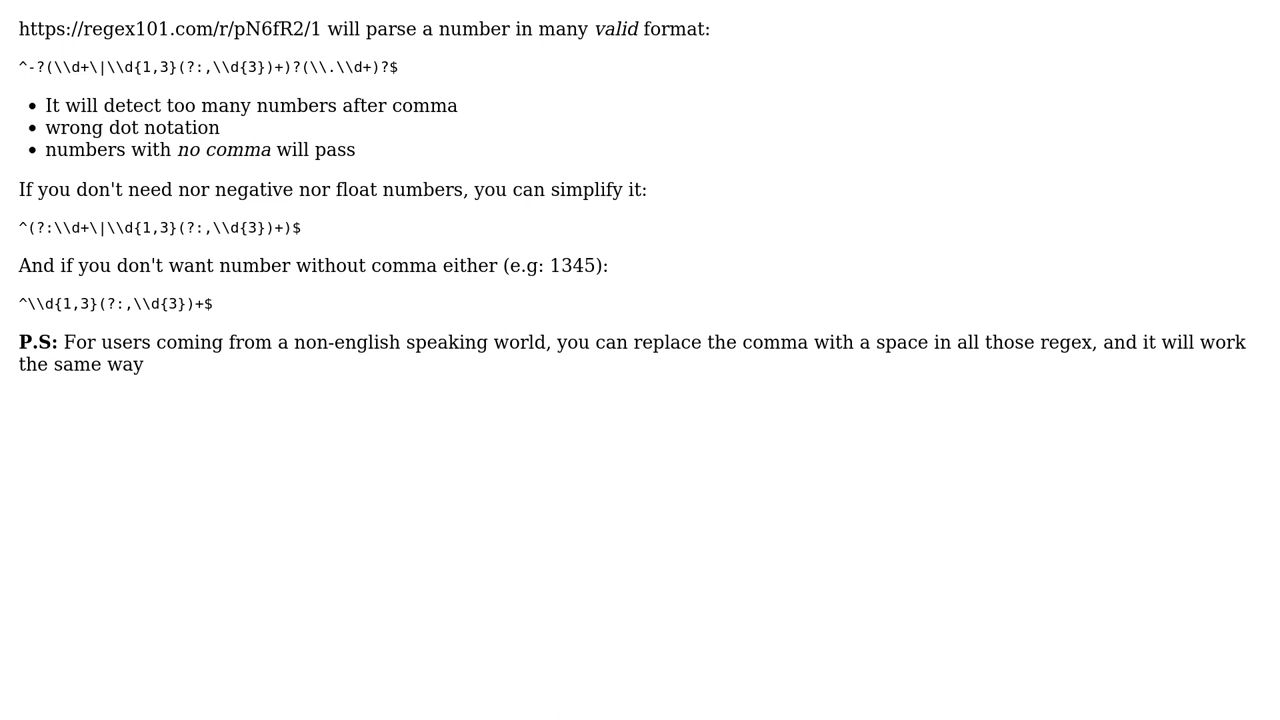 https://regex101.com/r/pN6fR2/1 will parse a number in many valid format:
^-?(\\d+\|\\d{1,3}(?:,\\d{3})+)?(\\.\\d+)?$
• It will detect too many numbers after comma
• wrong dot notation
• numbers with no comma will pass
If you don't need nor negative nor float numbers, you can simplify it:
^(?:\\d+\|\\d{1,3}(?:,\\d{3})+)$
And if you don't want number without comma either (e.g: 1345):
^\\d{1,3}(?:,\\d{3})+$
P.S: For users coming from a non-english speaking world, you can replace the comma with a space in all those regex, and it will work
the same way